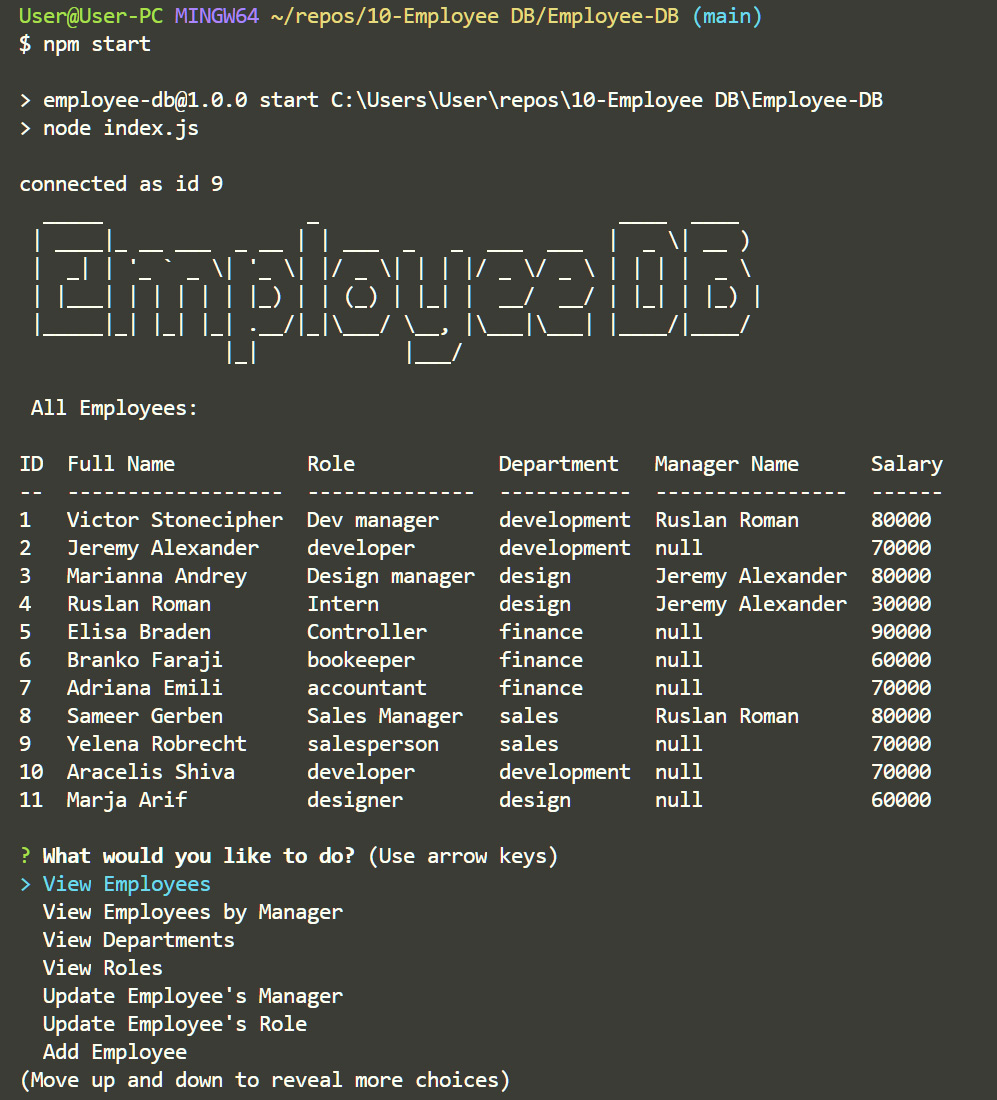 User@User-PC MINGW64 ~/repos/10-Employee DB/Employee-DB (main)
$ npm start
> employee-db@1.0.0 start C:\Users\User\repos\10-Employee DB\Employee-DB
> node index.js
connected as id 9
EmployeeDB
All Employees:
ID  Full Name           Role            Department   Manager Name      Salary
--  ------------------  --------------  -----------  ----------------  ------
1   Victor Stonecipher  Dev manager     development  Ruslan Roman      80000
2   Jeremy Alexander    developer       development  null              70000
3   Marianna Andrey     Design manager  design       Jeremy Alexander  80000
4   Ruslan Roman        Intern          design       Jeremy Alexander  30000
5   Elisa Braden        Controller      finance      null              90000
6   Branko Faraji       bookeeper       finance      null              60000
7   Adriana Emili       accountant      finance      null              70000
8   Sameer Gerben       Sales Manager   sales        Ruslan Roman      80000
9   Yelena Robrecht     salesperson     sales        null              70000
10  Aracelis Shiva      developer       development  null              70000
11  Marja Arif          designer        design       null              60000
? What would you like to do? (Use arrow keys)
> View Employees
View Employees by Manager
View Departments
View Roles
Update Employee's Manager
Update Employee's Role
Add Employee
(Move up and down to reveal more choices)